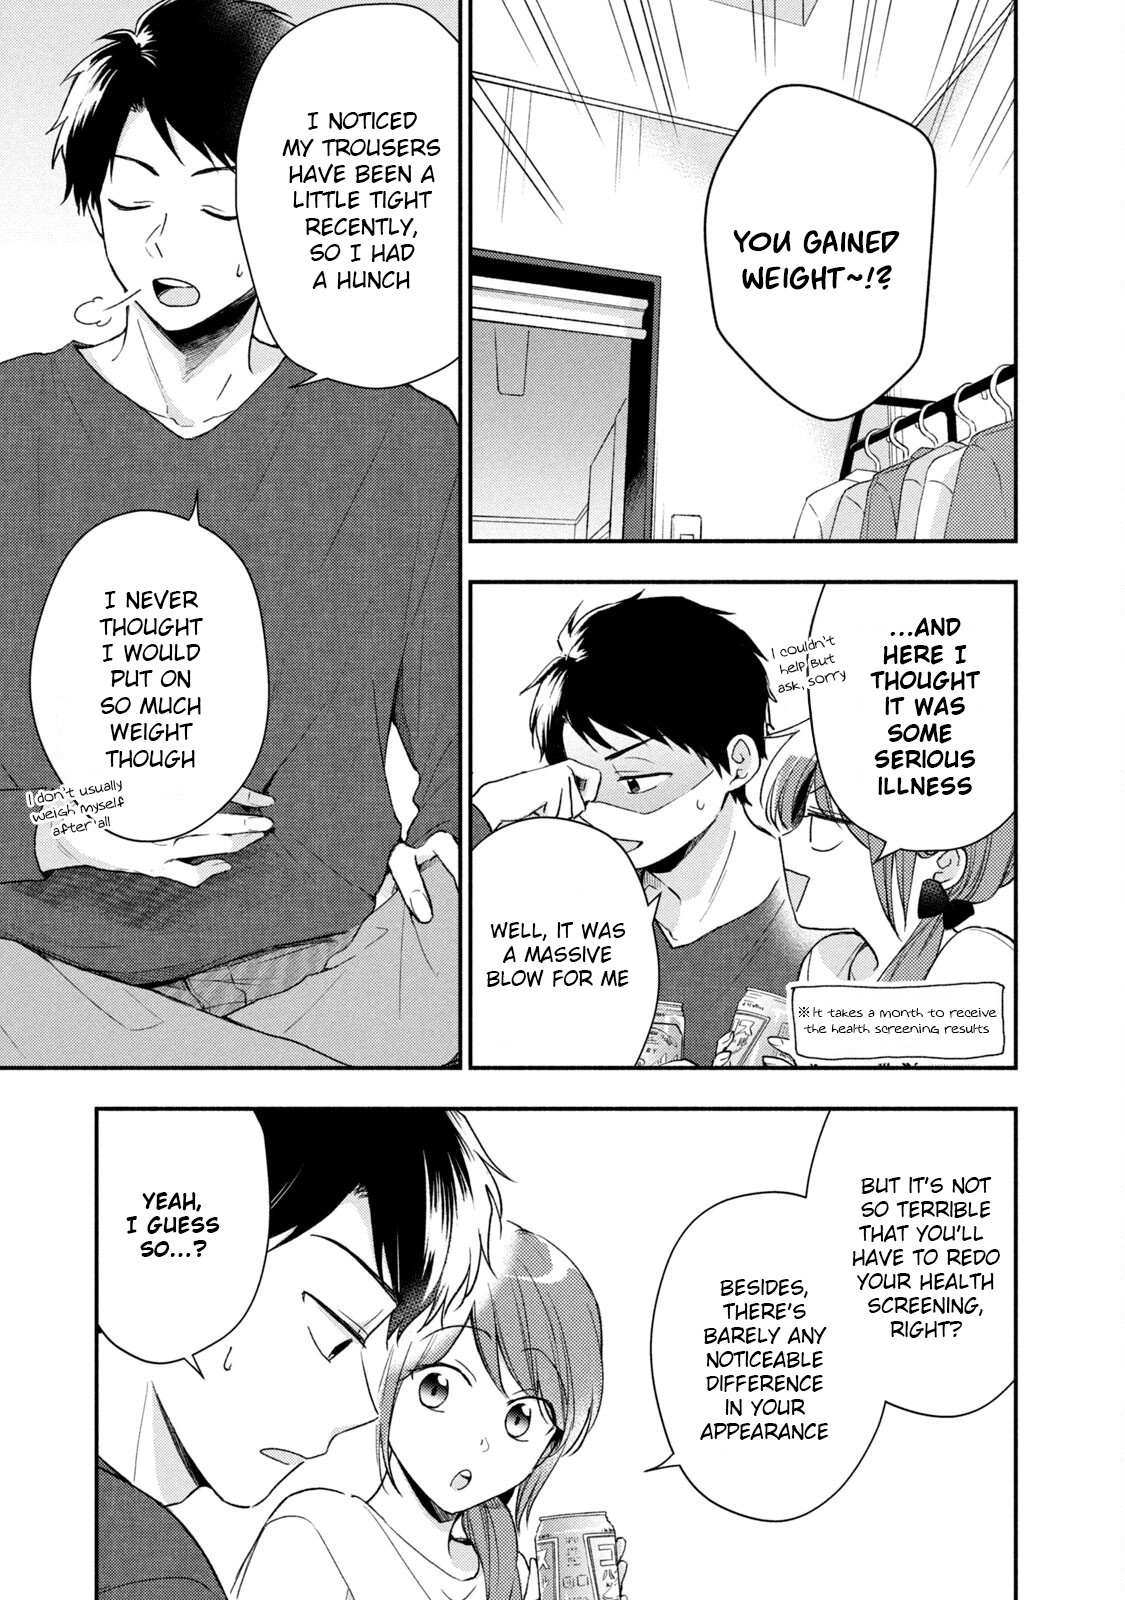 YOU GAINED
WEIGHT~!?
I NOTICED
MY TROUSERS
HAVE BEEN A
LITTLE TIGHT
RECENTLY,
SO I HAD
A HUNCH
I NEVER
THOUGHT
I WOULD
PUT ON
SO MUCH
WEIGHT
THOUGH
I don't usually
weigh myself
after all
...AND
HERE I
THOUGHT
IT WAS
SOME
SERIOUS
ILLNESS
I couldn't
help but
ask, sorry
WELL, IT WAS
A MASSIVE
BLOW FOR ME
※It takes a month to receive
the health screening results
BUT IT'S NOT
SO TERRIBLE
THAT YOU'LL
HAVE TO REDO
YOUR HEALTH
SCREENING,
RIGHT?
BESIDES,
THERE'S
BARELY ANY
NOTICEABLE
DIFFERENCE
IN YOUR
APPEARANCE
YEAH,
I GUESS
SO...?